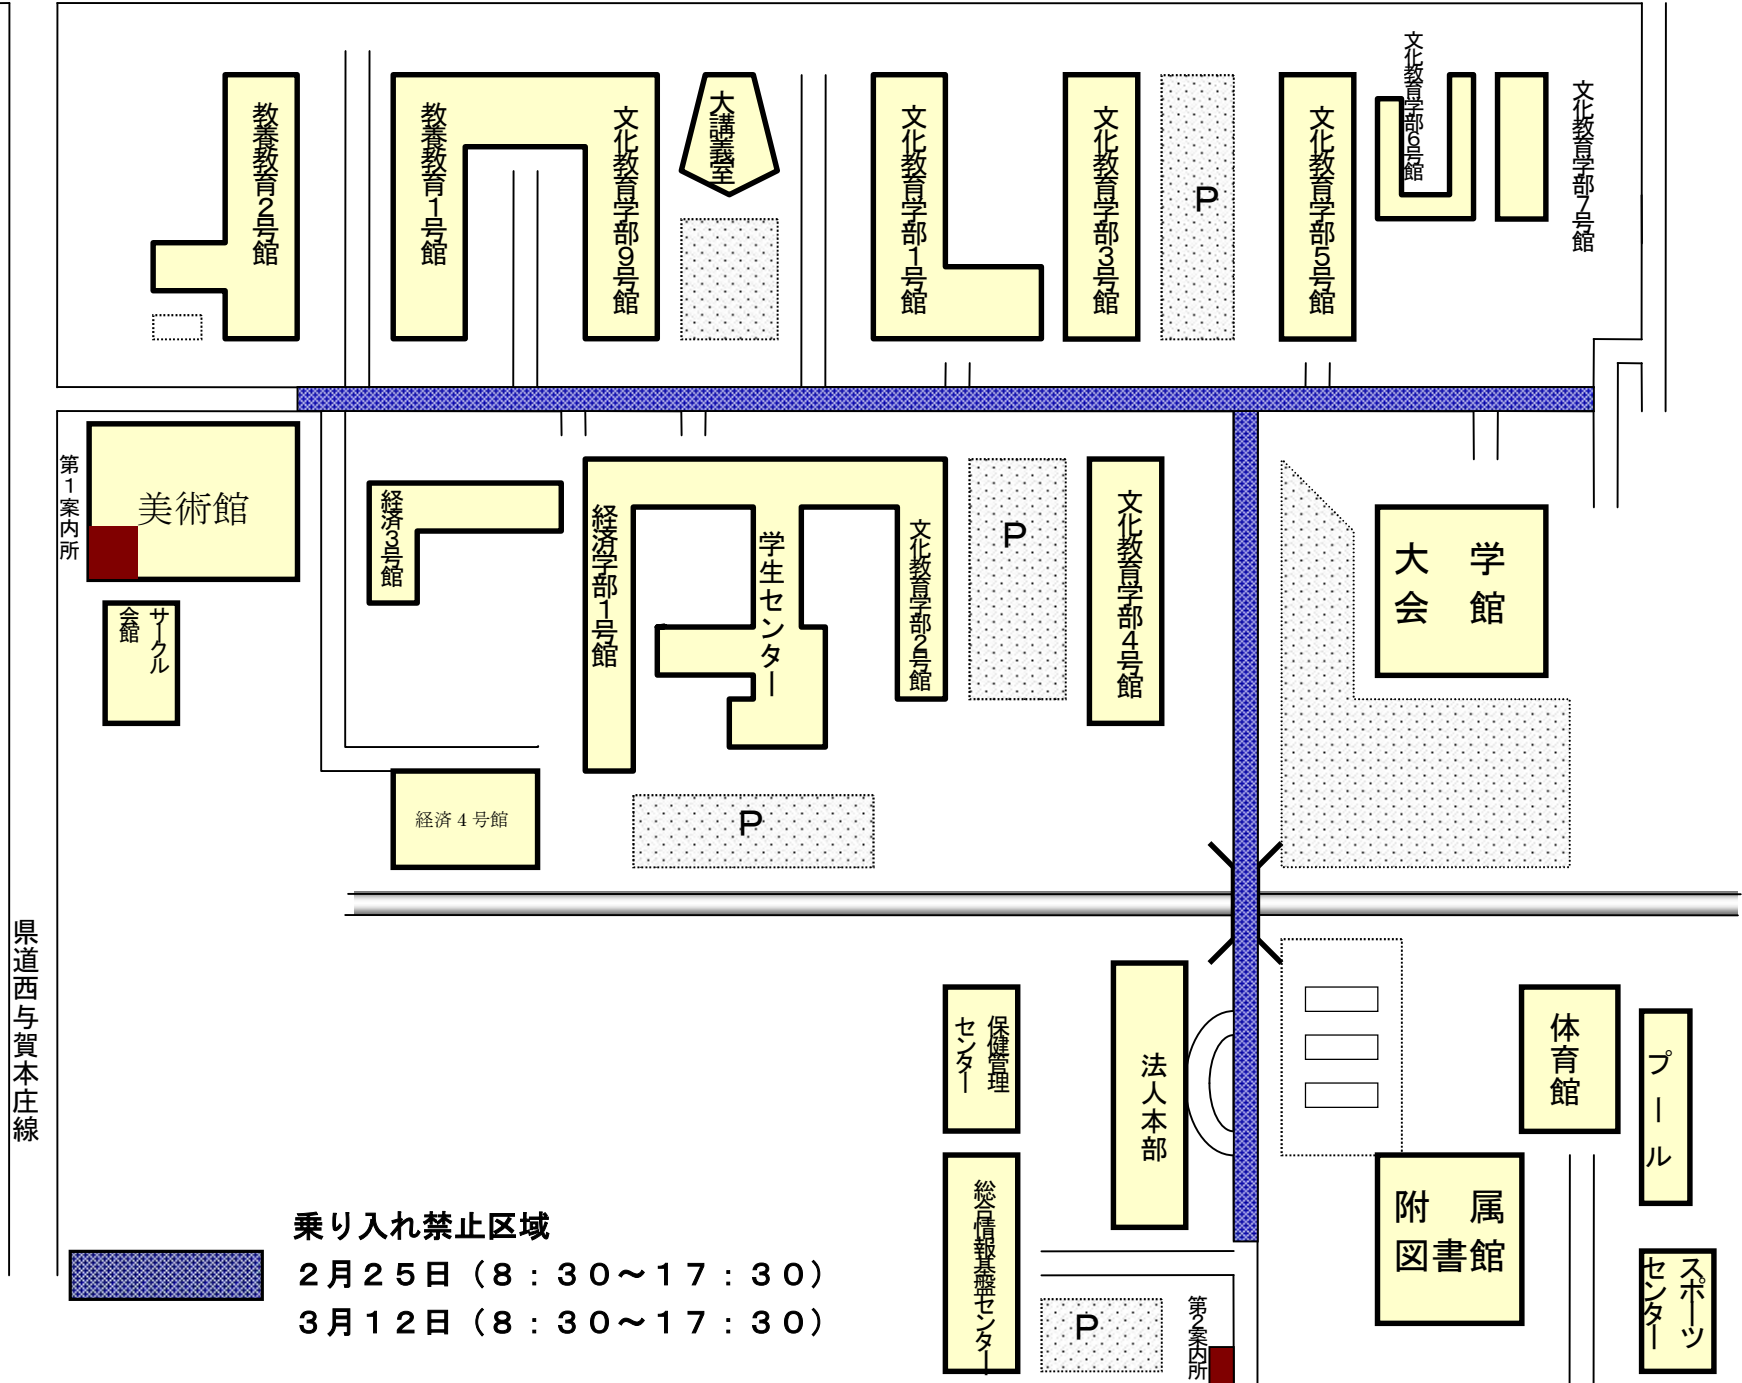 教養教育２号館
教養教育１号館
文化教育学部９号館
大講義室
文化教育学部１号館
文化教育学部３号館
Ｐ
文化教育学部５号館
文化教育学部６号館
文化教育学部７号館
第１案内所
美術館
サークル
会館
経済３号館
経済学部１号館
学生センター
文化教育学部２号館
Ｐ
文化教育学部４号館
大　学
会　館
経済４号館
Ｐ
県道西与賀本庄線
保健管理
センター
法人本部
体育館
プール
総合情報基盤センター
附　属
図書館
スポーツ
センター
Ｐ
第２案内所
乗り入れ禁止区域
２月２５日（８：３０～１７：３０）
３月１２日（８：３０～１７：３０）